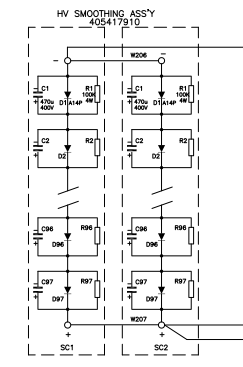 HV SMOOTHING ASS'Y
405417910
W206
- -
C1 R1 C1 R1
100K 100K
D1 A14P D1 A14P
470u 4W 470u 4W
400V 400V
+ +
C2 R2 C2 R2
D2 D2
+ +
C96 R96 C96 R96
D96 D96
+ +
C97 R97 C97 R97
D97 D97
+ +
W207
+ +
SC1 SC2